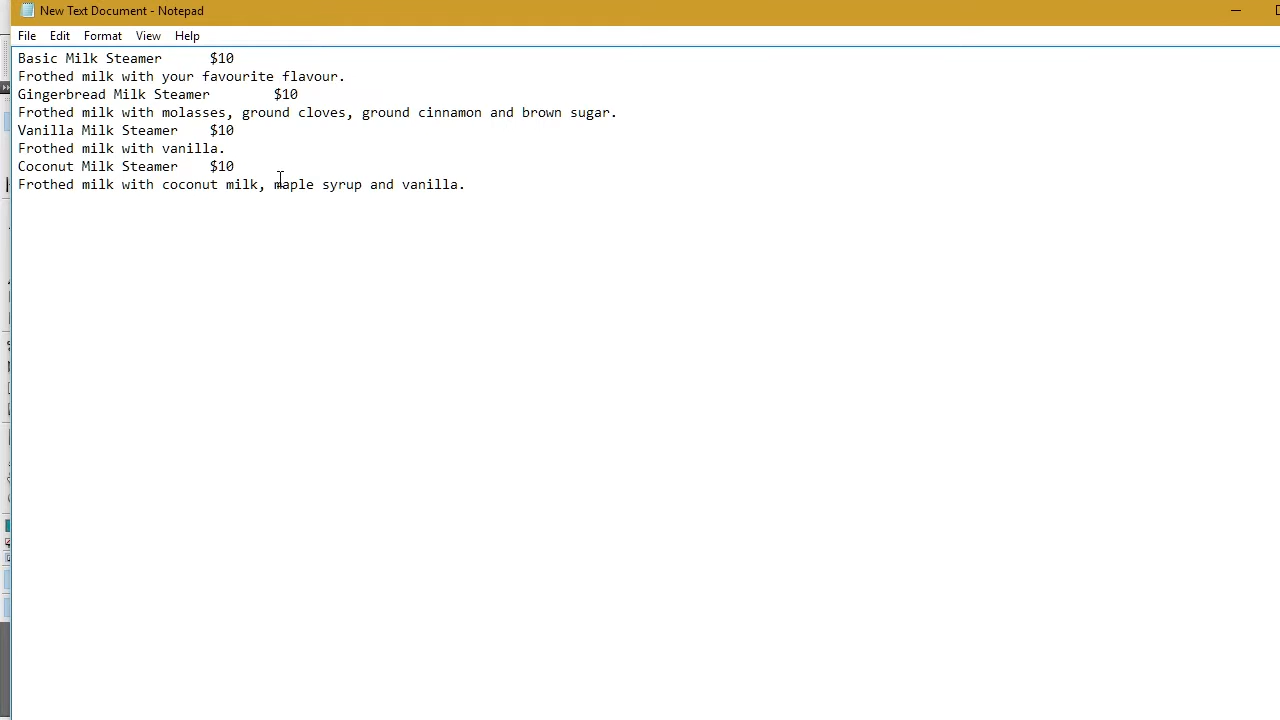 New Text Document - Notepad
File Edit Format View Help
Basic Milk Steamer $10
Frothed milk with your favourite flavour.
Gingerbread Milk Steamer $10
Frothed milk with molasses, ground cloves, ground cinnamon and brown sugar.
Vanilla Milk Steamer $10
Frothed milk with vanilla.
Coconut Milk Steamer $10
Frothed milk with coconut milk, maple syrup and vanilla.